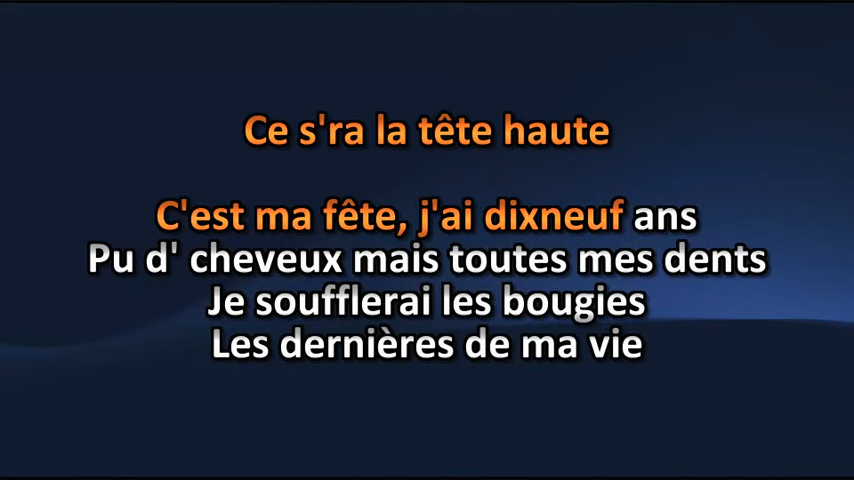 Ce s'ra la tête haute
C'est ma fête, j'ai dixneuf ans
Pu d' cheveux mais toutes mes dents
Je soufflerai les bougies
Les dernières de ma vie